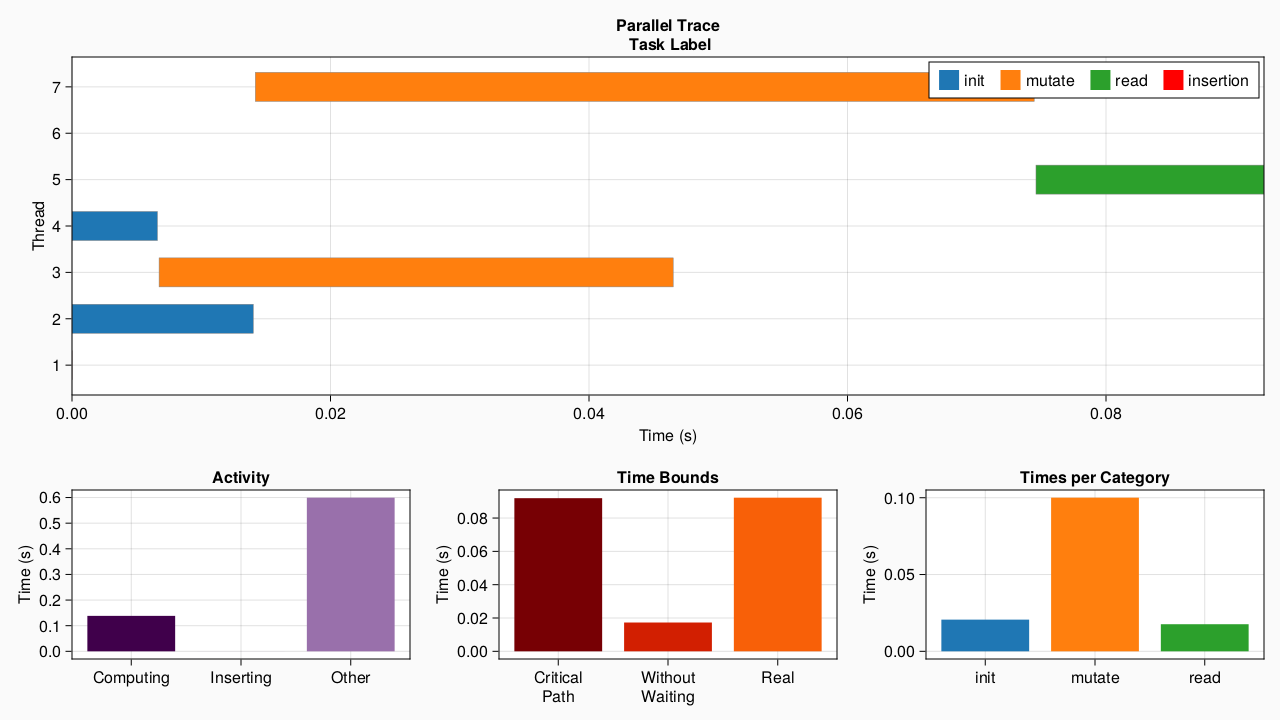 Parallel Trace
Task Label
init mutate read insertion
Thread
7
6
5
4
3
2
1
0.00 0.02 0.04 0.06 0.08
Time (s)
Activity
Time (s)
0.6
0.5
0.4
0.3
0.2
0.1
0.0
Computing Inserting Other
Time Bounds
Time (s)
0.08
0.06
0.04
0.02
0.00
Critical Path
Without Waiting
Real
Times per Category
Time (s)
0.10
0.05
0.00
init mutate read